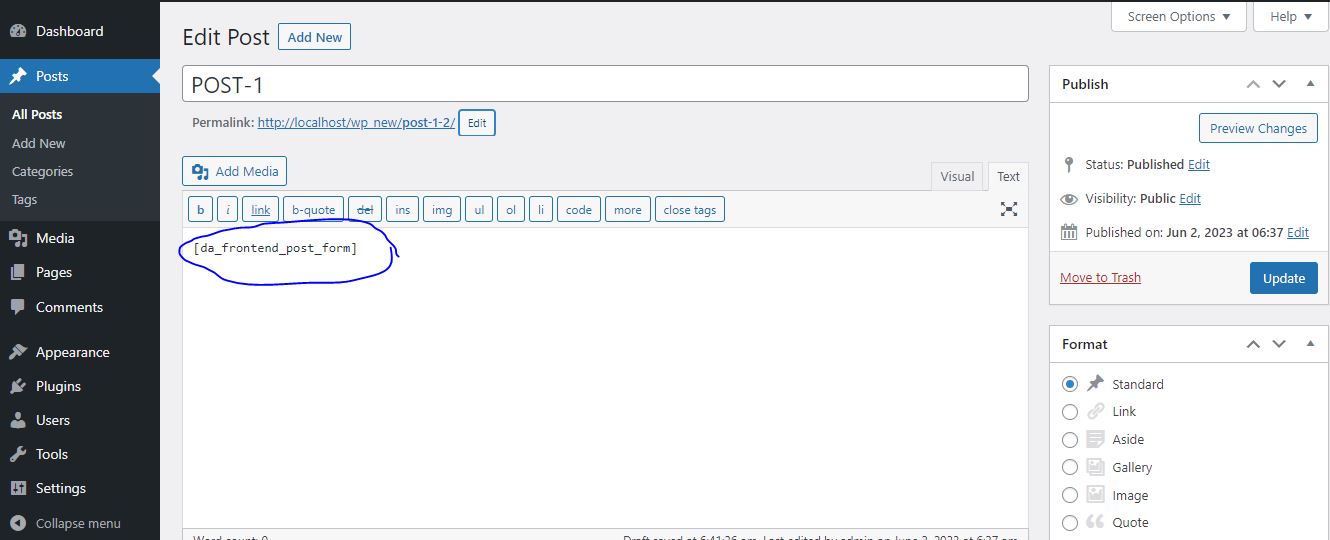 Screen Options
Help
Dashboard
Posts
All Posts
Add New
Categories
Tags
Media
Pages
Comments
Appearance
Plugins
Users
Tools
Settings
Collapse menu
Edit Post
Add New
POST-1
Permalink: http://localhost/wp_new/post-1-2/ Edit
Add Media
Visual
Text
b
i
link
b-quote
del
ins
img
ul
ol
li
code
more
close tags
[da_frontend_post_form]
Word count: 0
Draft saved at 6:41:26 am. Last edited by admin on June 2, 2023 at 6:37 am
Publish
Preview Changes
Status: Published Edit
Visibility: Public Edit
Published on: Jun 2, 2023 at 06:37 Edit
Move to Trash
Update
Format
Standard
Link
Aside
Gallery
Image
Quote